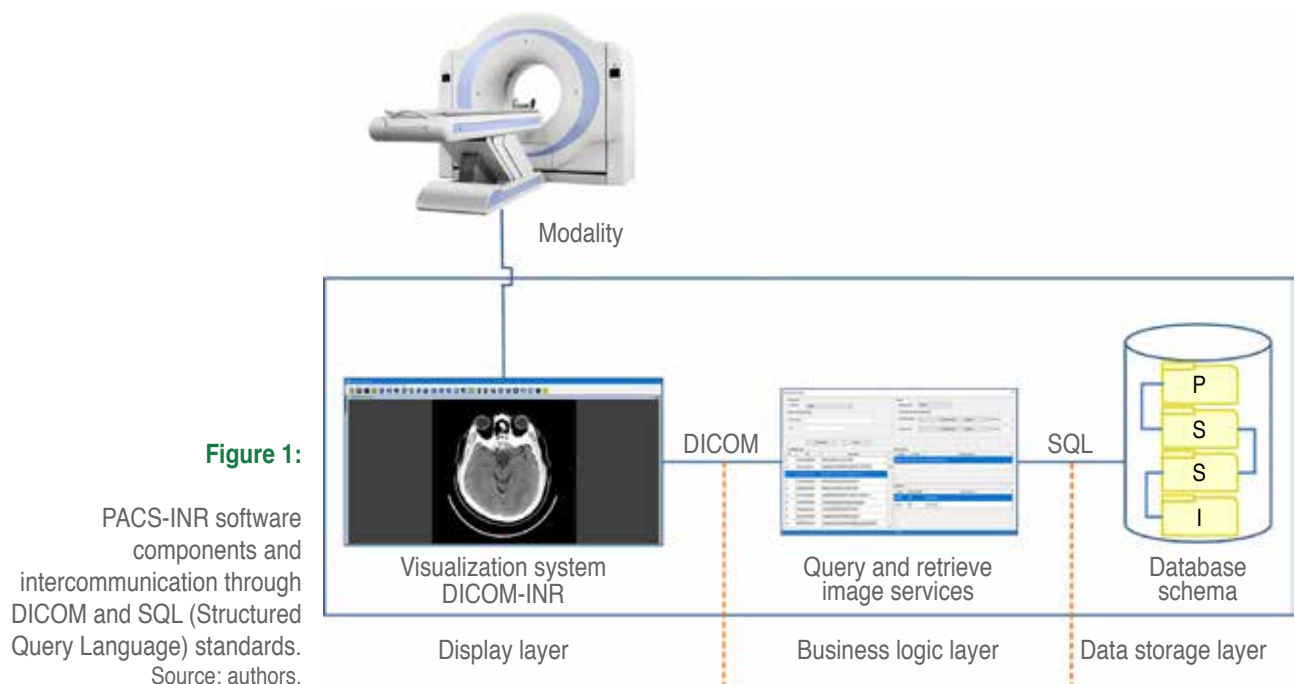 Modality
Figure 1:
PACS-INR software
components and
intercommunication through
DICOM and SQL (Structured
Query Language) standards.
Source: authors.
DICOM
SQL
P
S
S
I
Visualization system
DICOM-INR
Query and retrieve
image services
Database
schema
Display layer
Business logic layer
Data storage layer